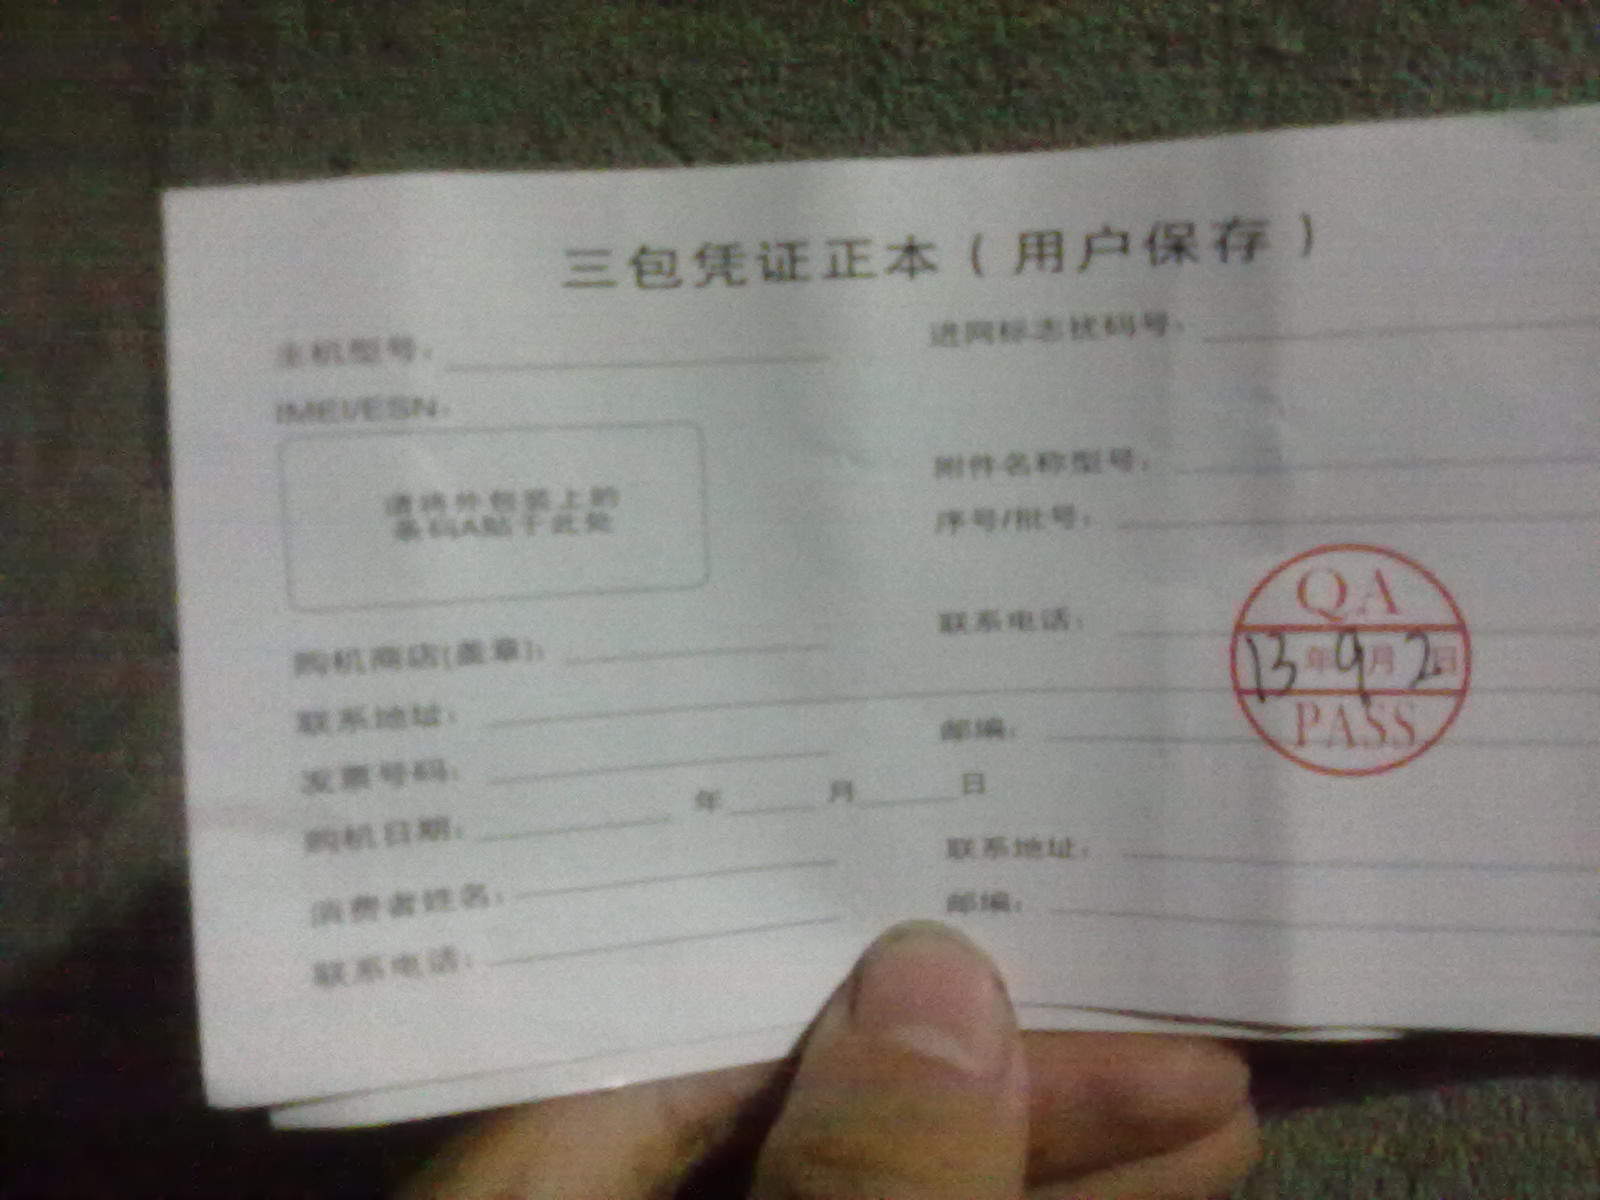 三包凭证正本（用户保存）
主机型号：
进网标志扰码号：
IMEI/ESN：
请将外包装上的
条码A贴于此处
附件名称型号：
序号/批号：
购机商店(盖章)：
联系电话：
联系地址：
邮编：
发票号码：
购机日期： 年 月 日
消费者姓名：
联系地址：
联系电话：
邮编：
QA
13年9月2日
PASS